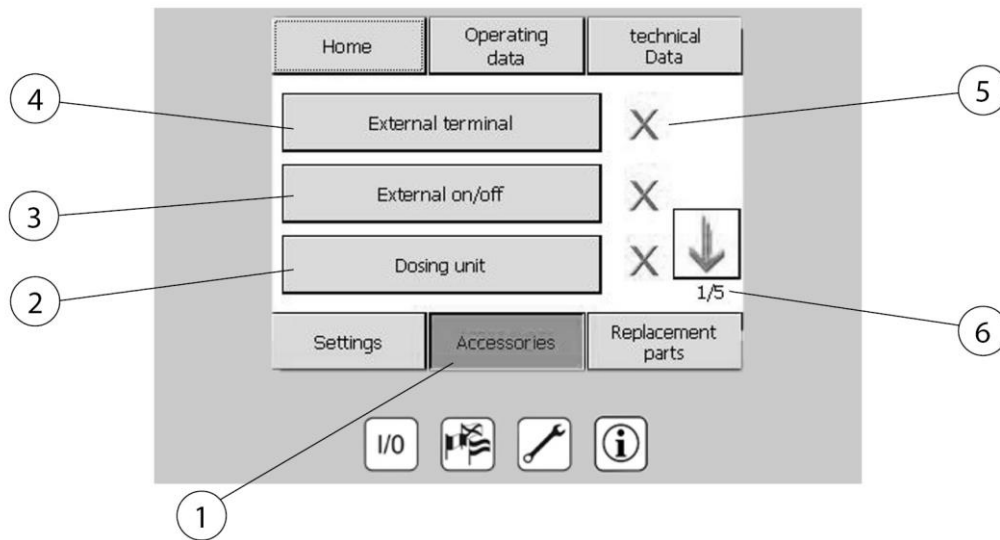 Home
Operating
data
technical
Data
4
External terminal
X
5
3
External on/off
X
2
Dosing unit
X
1/5
6
Settings
Accessories
Replacement
parts
I/0
i
1